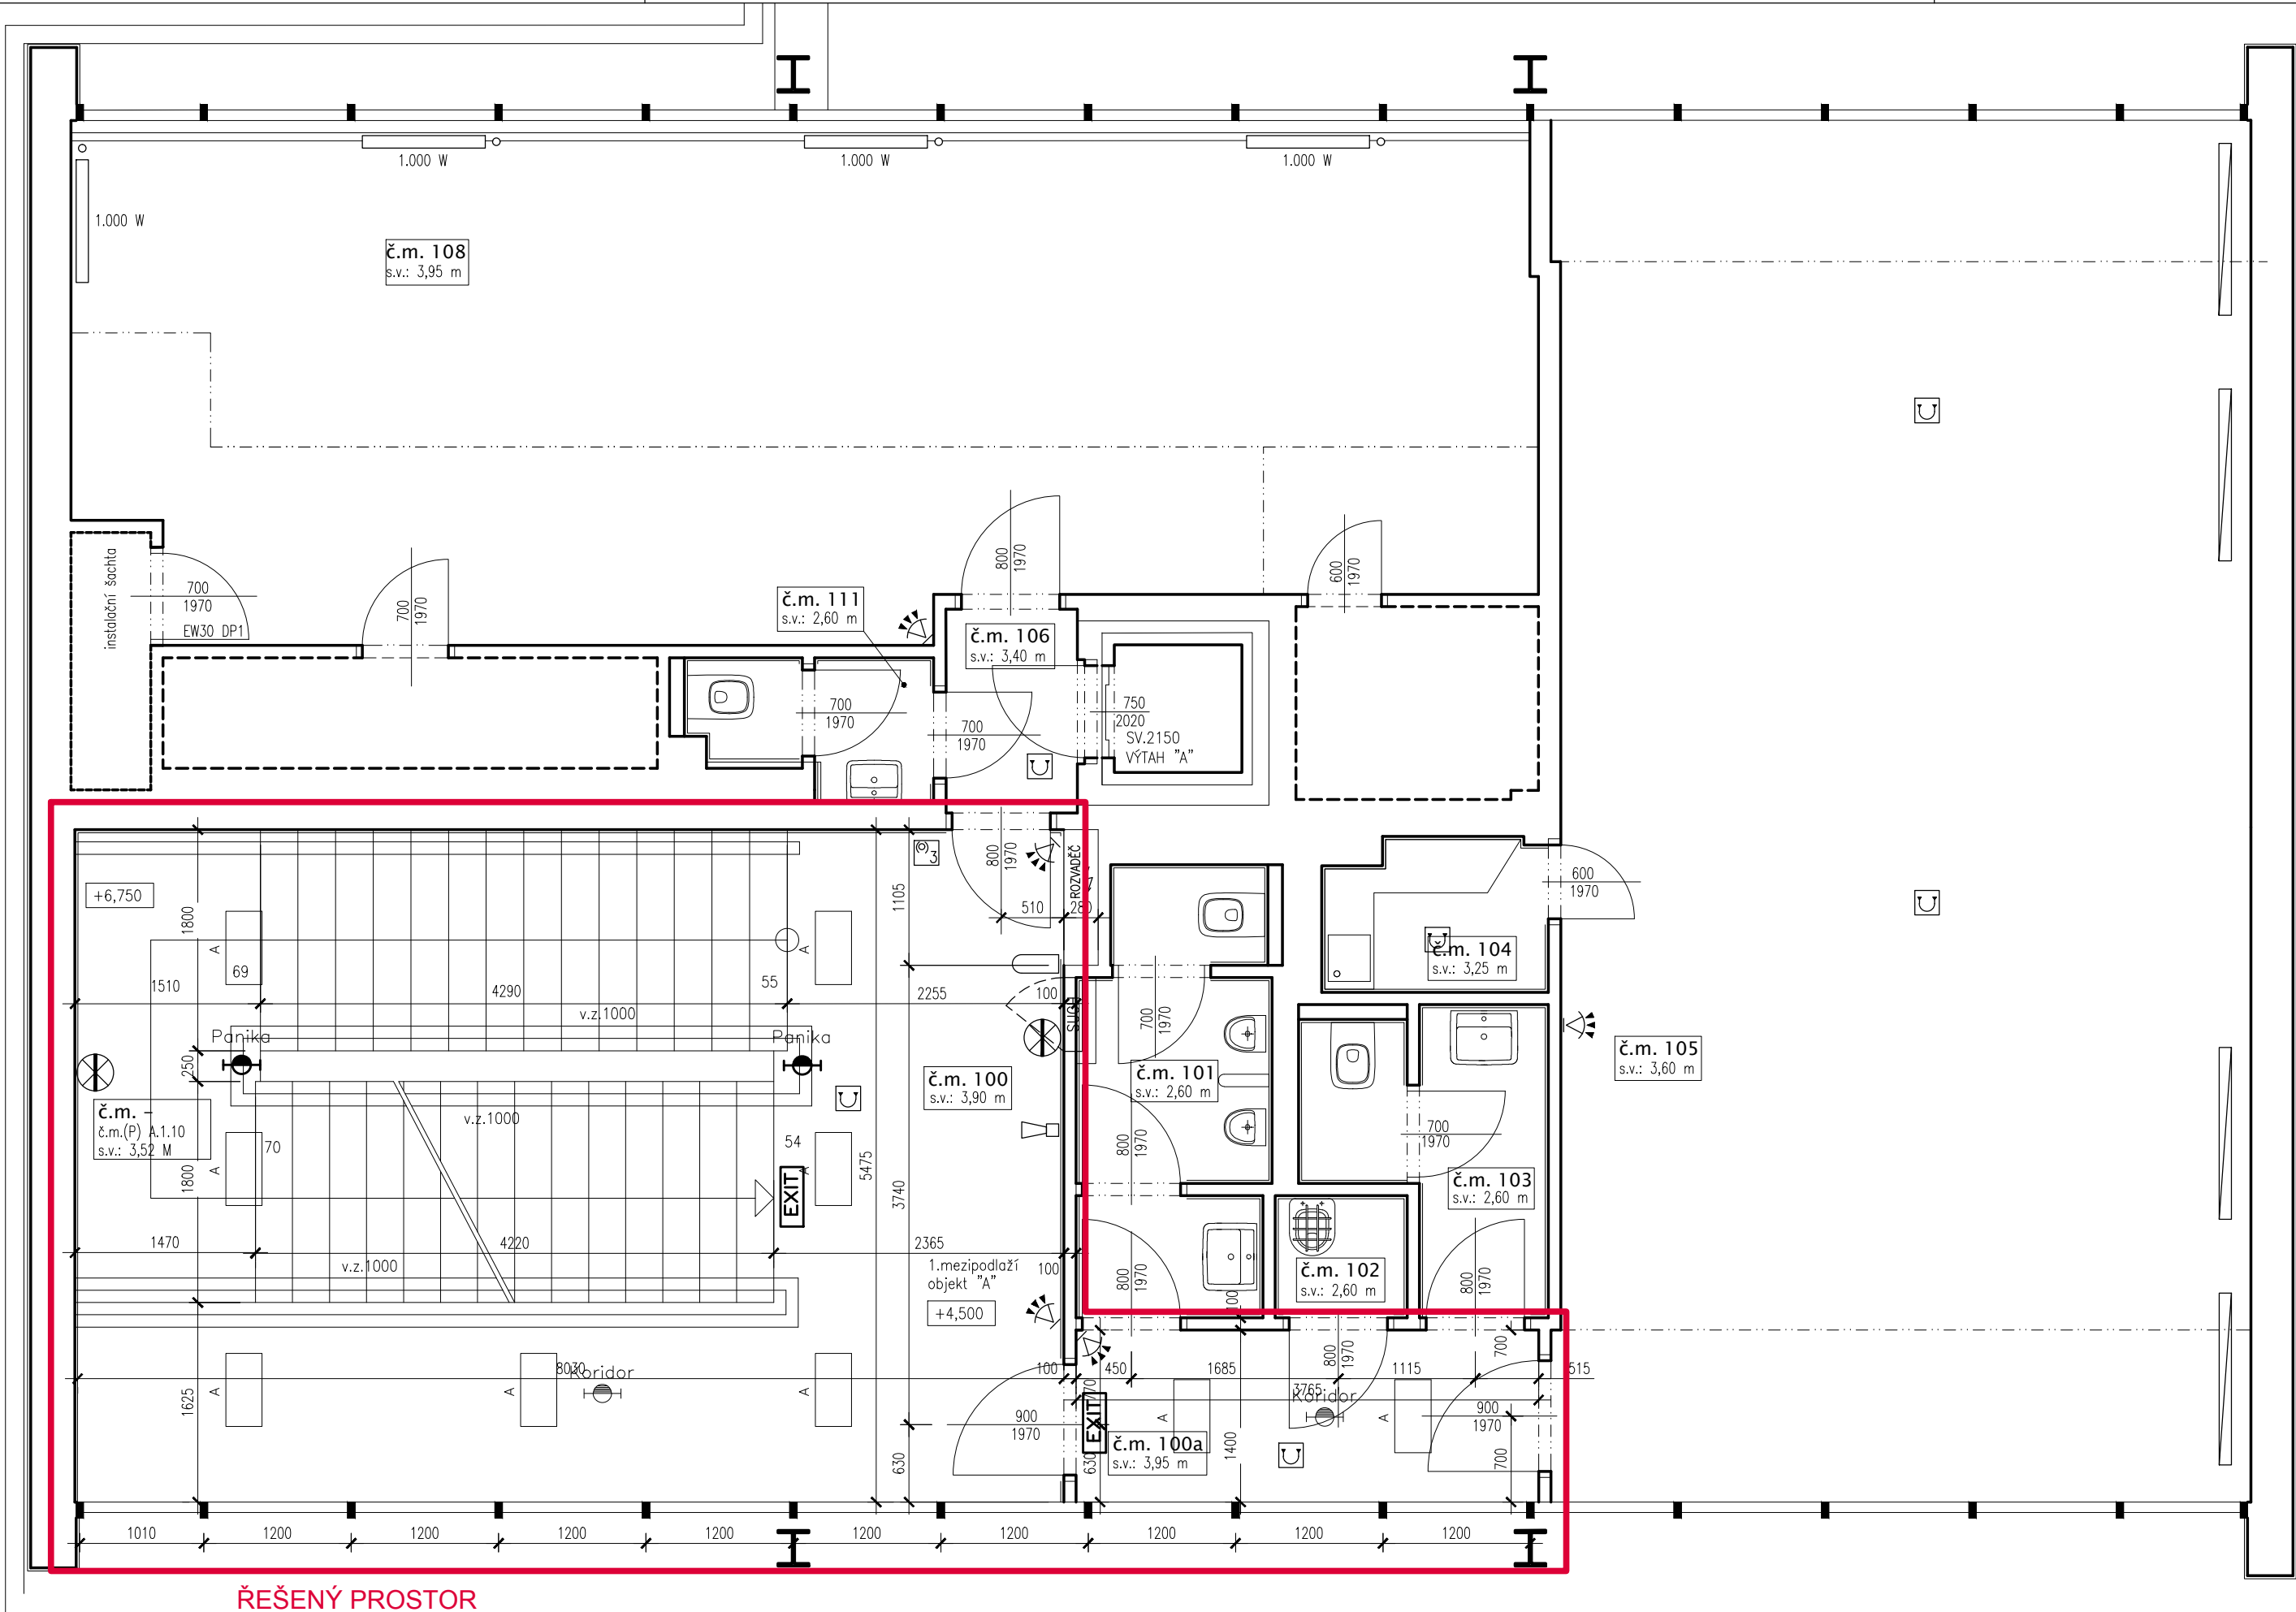 1.000 W
1.000 W
1.000 W
1.000 W
č.m. 108
s.v.: 3,95 m
instalační šachta
700
1970
EW30 DP1
700
1970
800
1970
600
1970
č.m. 111
s.v.: 2,60 m
č.m. 106
s.v.: 3,40 m
700
1970
700
1970
750
2020
SV.2150
VÝTAH "A"
800
1970
3
ROZVADĚČ
+6,750
1800
1105
510
280
600
1970
A
A
69
55
1510
4290
2255
100
v.z.1000
SUCH
č.m. 104
s.v.: 3,25 m
700
1970
Panika
Panika
250
č.m. 100
s.v.: 3,90 m
č.m. 101
s.v.: 2,60 m
č.m. 105
s.v.: 3,60 m
č.m. -
č.m.(P) A.1.10
s.v.: 3,52 M
v.z.1000
70
54
A
A
1800
EXIT
5475
3740
800
1970
700
1970
č.m. 103
s.v.: 2,60 m
1470
4220
2365
v.z.1000
1.mezipodlaží
objekt "A"
100
+4,500
800
1970
100
č.m. 102
s.v.: 2,60 m
800
1970
700
8030
Koridor
100
450
1685
800
1970
1115
515
770
3765
Koridor
1625
A
A
A
A
A
900
1970
EXIT
900
1970
č.m. 100a
s.v.: 3,95 m
630
630
1400
700
1010
1200
1200
1200
1200
1200
1200
1200
1200
1200
ŘEŠENÝ PROSTOR